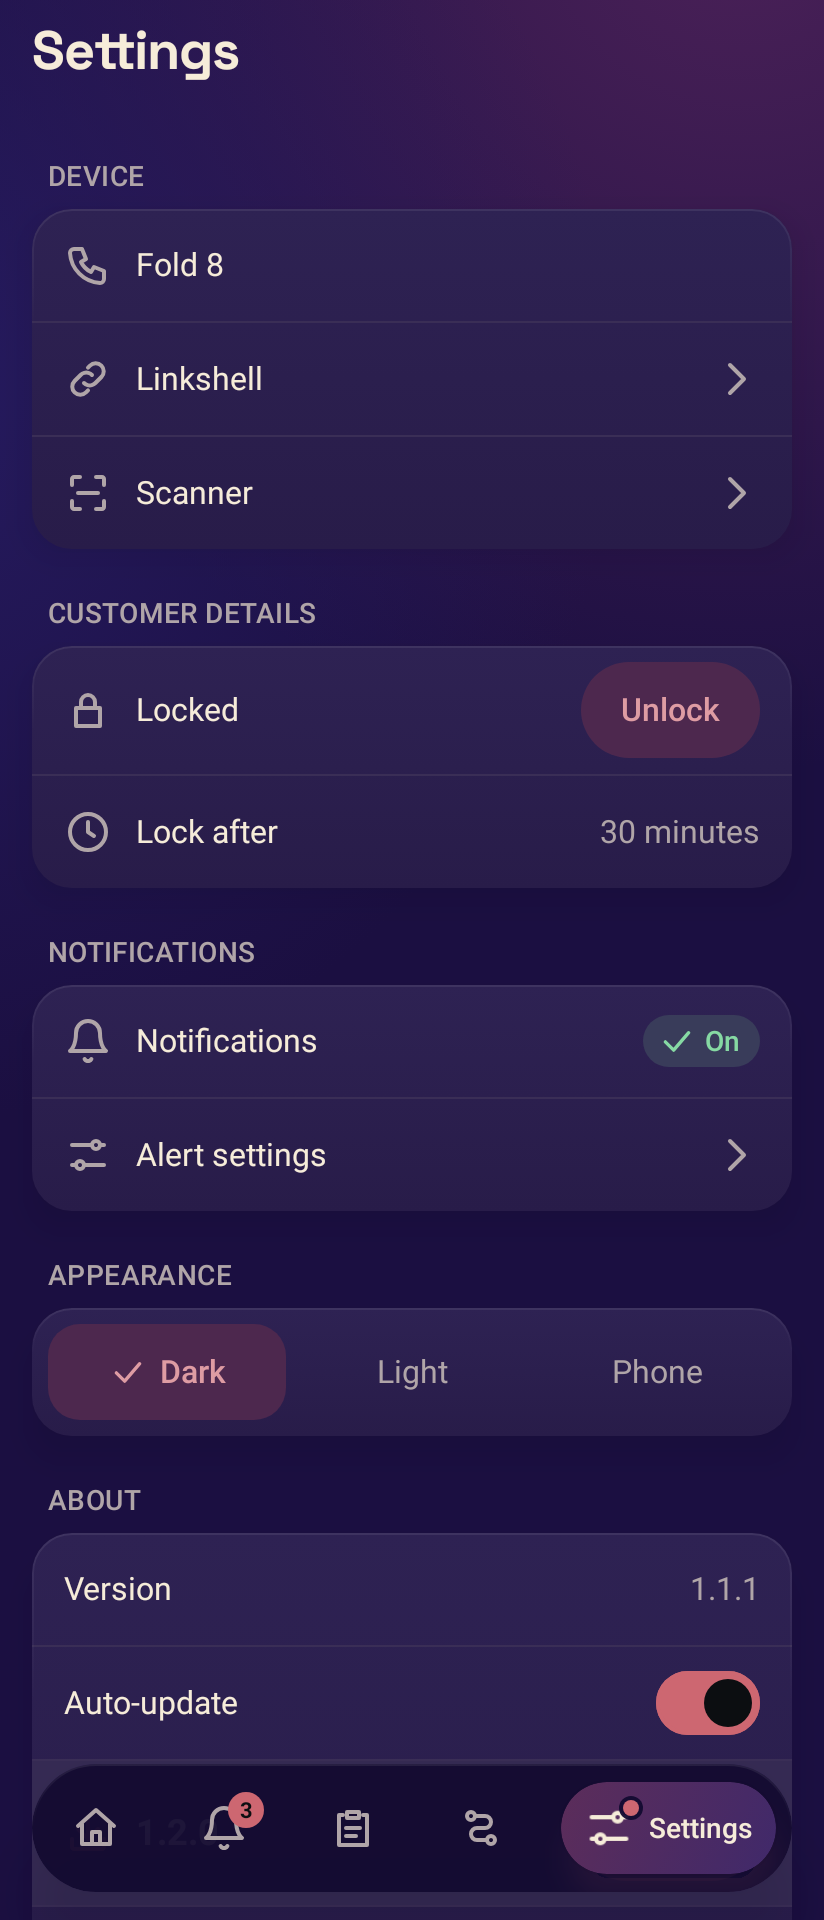 Settings
DEVICE
Fold 8
Linkshell
Scanner
CUSTOMER DETAILS
Locked
Unlock
Lock after
30 minutes
NOTIFICATIONS
Notifications
On
Alert settings
APPEARANCE
Dark
Light
Phone
ABOUT
Version
1.1.1
Auto-update
3
Settings